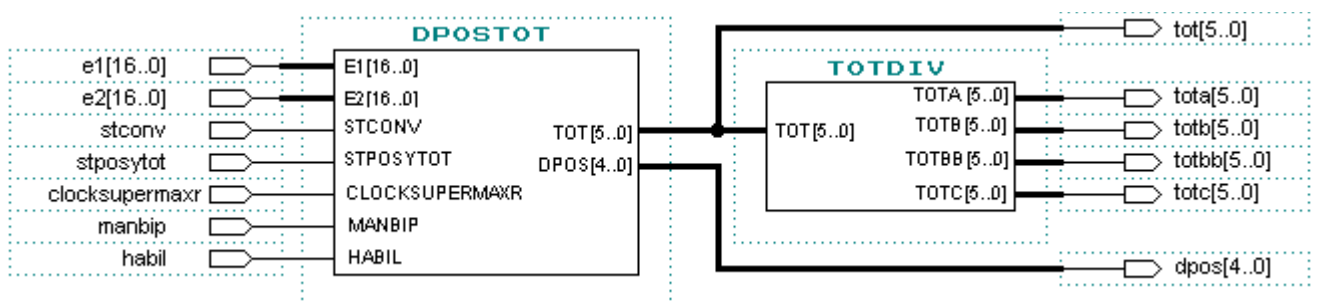 DPOSTOT
e1[16..0]
e2[16..0]
stconv
stposytot
clocksupermaxr
manbip
habil
E1[16..0]
E2[16..0]
STCONV
STPOSYTOT
CLOCKSUPERMAXR
MANBIP
HABIL
TOT[5..0]
DPOS[4..0]
TOTDIV
TOT[5..0]
TOTA[5..0]
TOTB[5..0]
TOTBB[5..0]
TOTC[5..0]
tot[5..0]
tota[5..0]
totb[5..0]
totbb[5..0]
totc[5..0]
dpos[4..0]